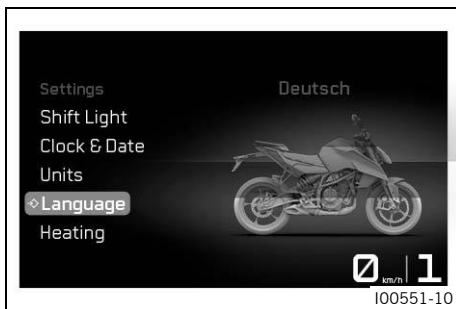 Settings
Deutsch
Shift Light
Clock & Date
Units
Language
Heating
0 km/h 1
I00551-10